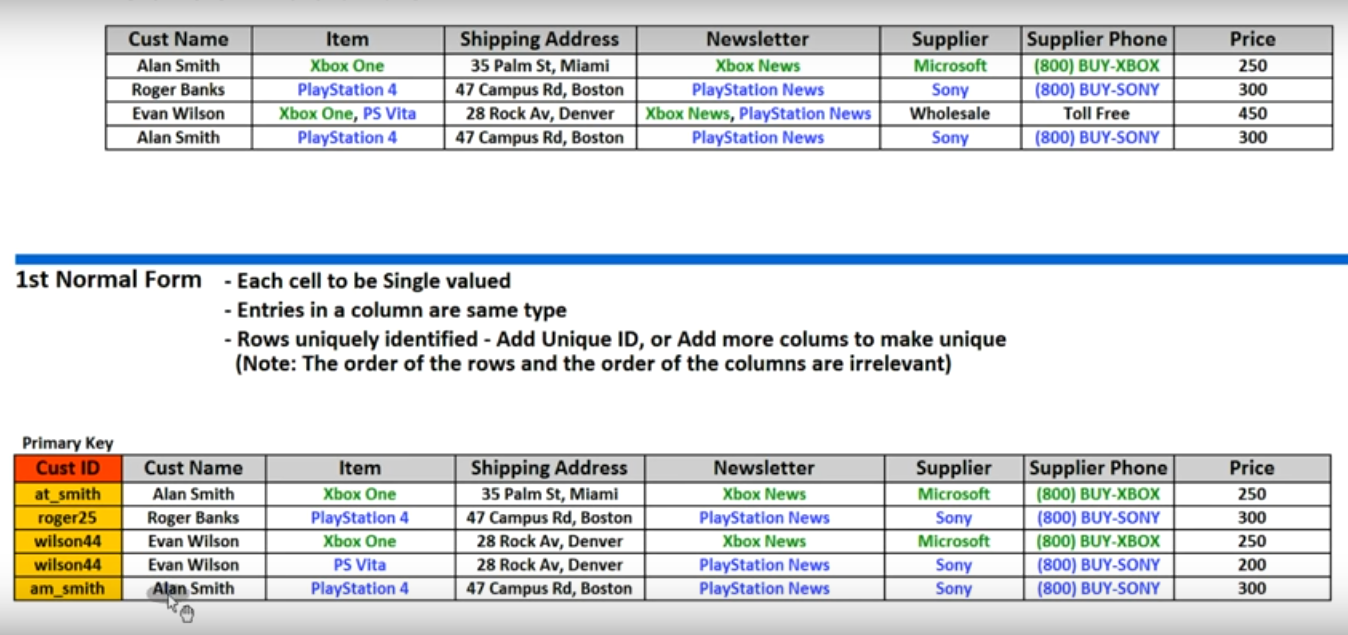 Cust Name Item Shipping Address Newsletter Supplier Supplier Phone Price
Alan Smith Xbox One 35 Palm St, Miami Xbox News Microsoft (800) BUY-XBOX 250
Roger Banks PlayStation 4 47 Campus Rd, Boston PlayStation News Sony (800) BUY-SONY 300
Evan Wilson Xbox One, PS Vita 28 Rock Av, Denver Xbox News, PlayStation News Wholesale Toll Free 450
Alan Smith PlayStation 4 47 Campus Rd, Boston PlayStation News Sony (800) BUY-SONY 300
1st Normal Form - Each cell to be Single valued
- Entries in a column are same type
- Rows uniquely identified - Add Unique ID, or Add more colums to make unique
(Note: The order of the rows and the order of the columns are irrelevant)
Primary Key
Cust ID Cust Name Item Shipping Address Newsletter Supplier Supplier Phone Price
at_smith Alan Smith Xbox One 35 Palm St, Miami Xbox News Microsoft (800) BUY-XBOX 250
roger25 Roger Banks PlayStation 4 47 Campus Rd, Boston PlayStation News Sony (800) BUY-SONY 300
wilson44 Evan Wilson Xbox One 28 Rock Av, Denver Xbox News Microsoft (800) BUY-XBOX 250
wilson44 Evan Wilson PS Vita 28 Rock Av, Denver PlayStation News Sony (800) BUY-SONY 200
am_smith Alan Smith PlayStation 4 47 Campus Rd, Boston PlayStation News Sony (800) BUY-SONY 300